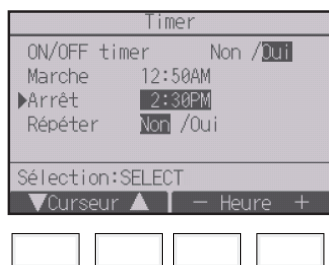 Timer
ON/OFF timer Non /Oui
Marche 12:50AM
▶Arrêt 2:30PM
Répéter Non /Oui
Sélection:SELECT
▼Curseur ▲ − Heure +